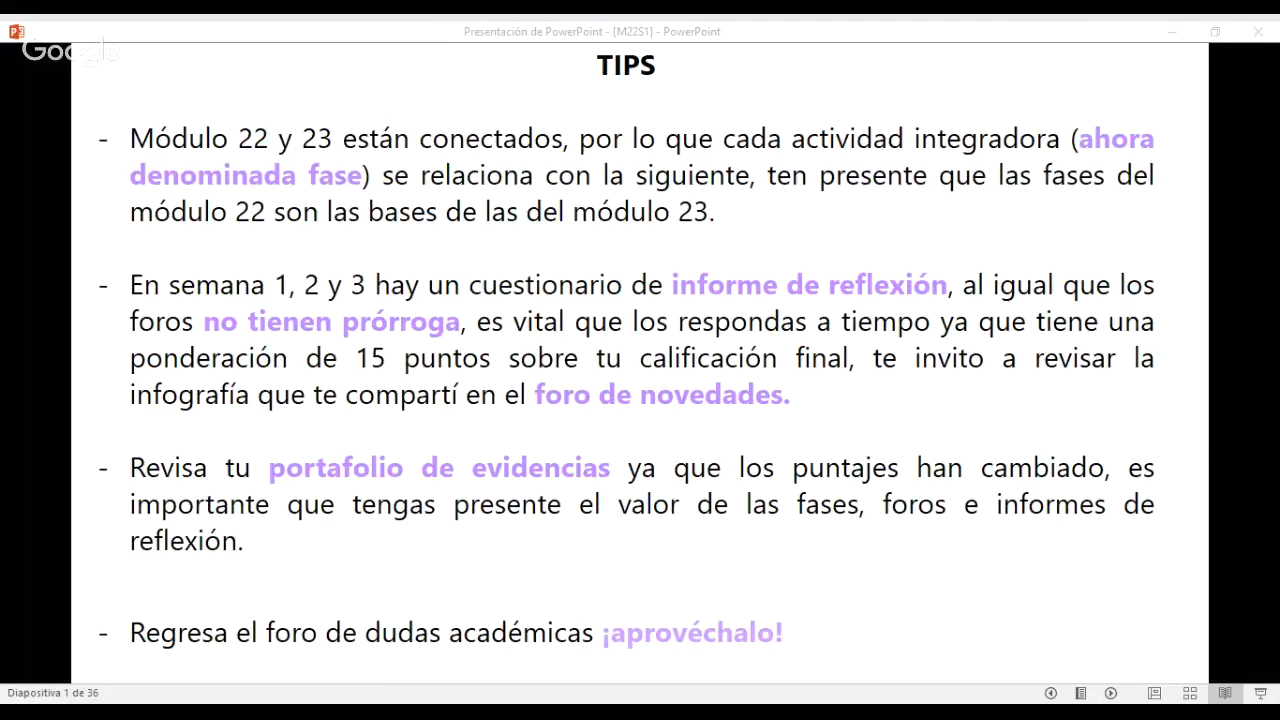 Presentación de PowerPoint - [M22S1] - PowerPoint
Google
TIPS
- Módulo 22 y 23 están conectados, por lo que cada actividad integradora (ahora
denominada fase) se relaciona con la siguiente, ten presente que las fases del
módulo 22 son las bases de las del módulo 23.
- En semana 1, 2 y 3 hay un cuestionario de informe de reflexión, al igual que los
foros no tienen prórroga, es vital que los respondas a tiempo ya que tiene una
ponderación de 15 puntos sobre tu calificación final, te invito a revisar la
infografía que te compartí en el foro de novedades.
- Revisa tu portafolio de evidencias ya que los puntajes han cambiado, es
importante que tengas presente el valor de las fases, foros e informes de
reflexión.
- Regresa el foro de dudas académicas ¡aprovéchalo!
Diapositiva 1 de 36